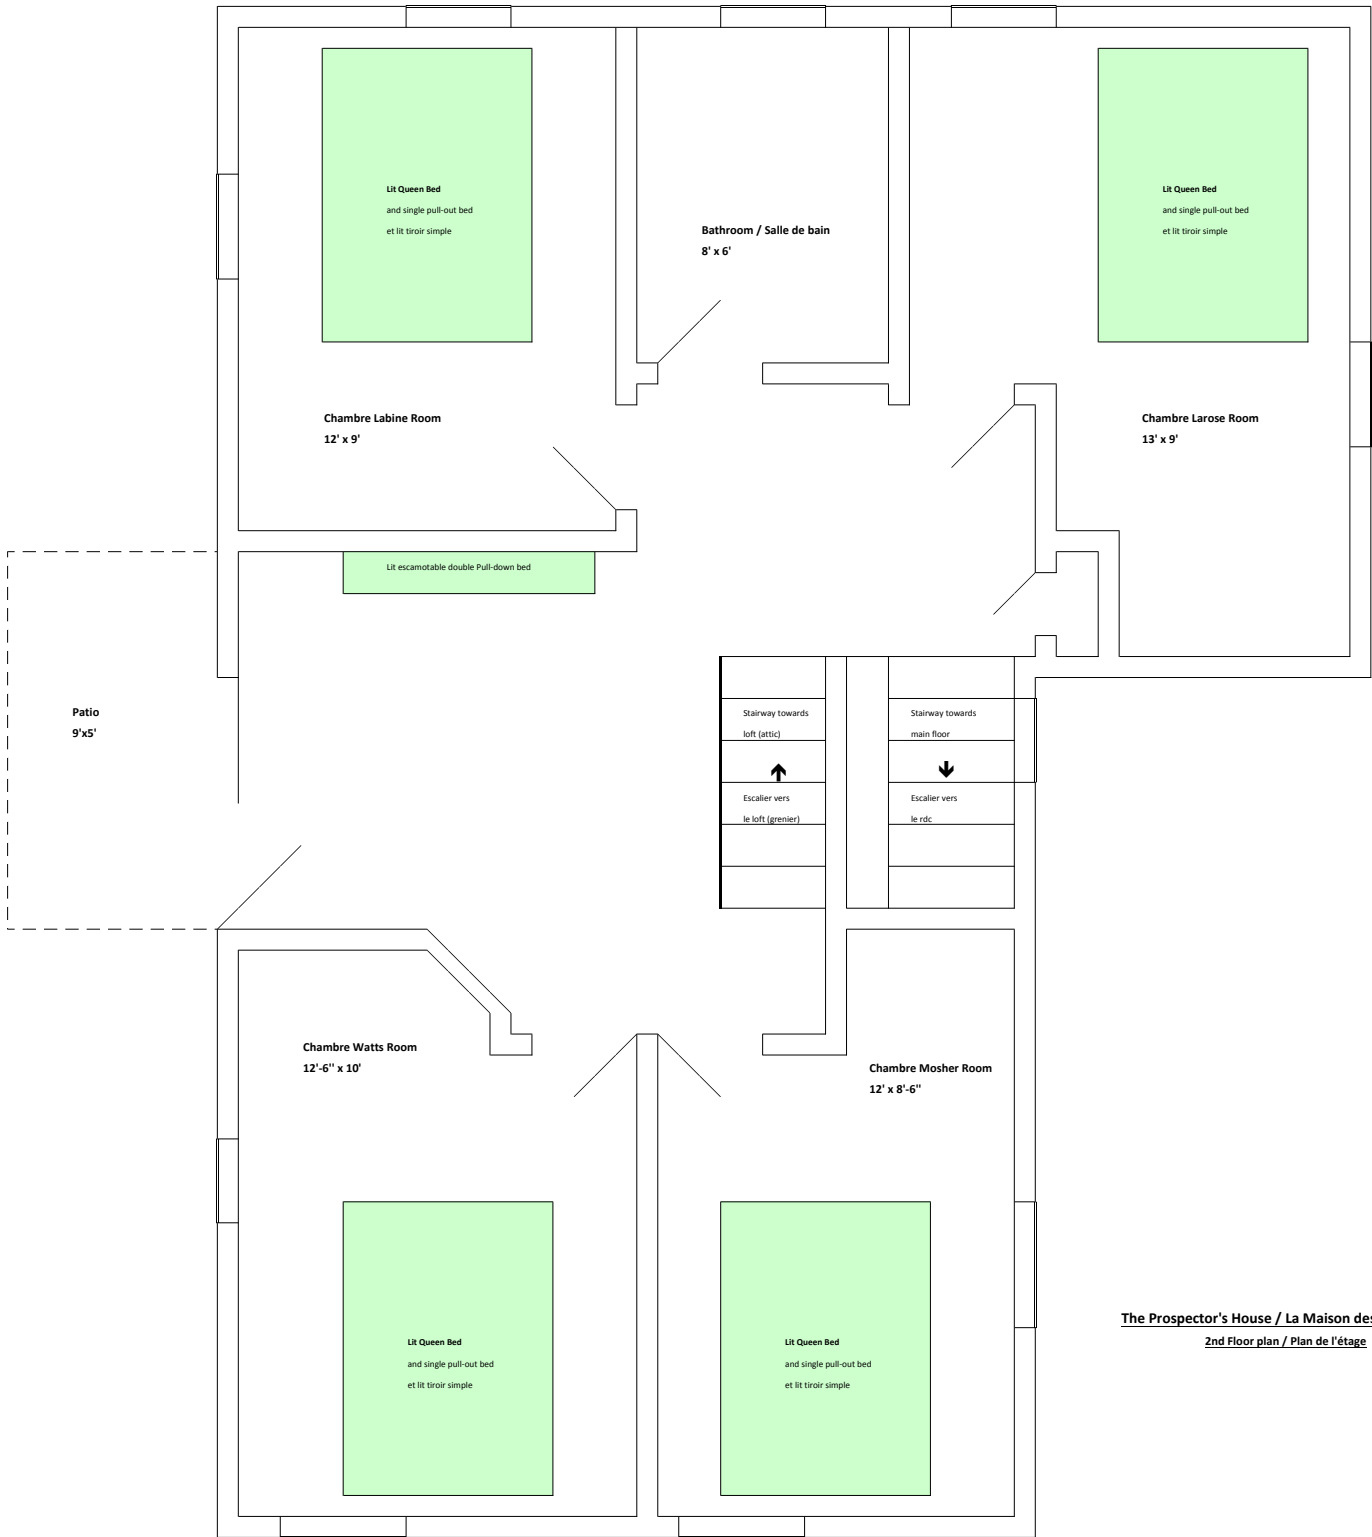 Lit Queen Bed
and single pull-out bed
et lit tiroir simple
Bathroom / Salle de bain
8' x 6'
Lit Queen Bed
and single pull-out bed
et lit tiroir simple
Chambre Labine Room
12' x 9'
Chambre Larose Room
13' x 9'
Lit escamotable double Pull-down bed
Patio
9'x5'
Stairway towards
loft (attic)
Escalier vers
le loft (grenier)
Stairway towards
main floor
Escalier vers
le rdc
Chambre Watts Room
12'-6'' x 10'
Chambre Mosher Room
12' x 8'-6''
Lit Queen Bed
and single pull-out bed
et lit tiroir simple
Lit Queen Bed
and single pull-out bed
et lit tiroir simple
The Prospector's House / La Maison des
2nd Floor plan / Plan de l'étage